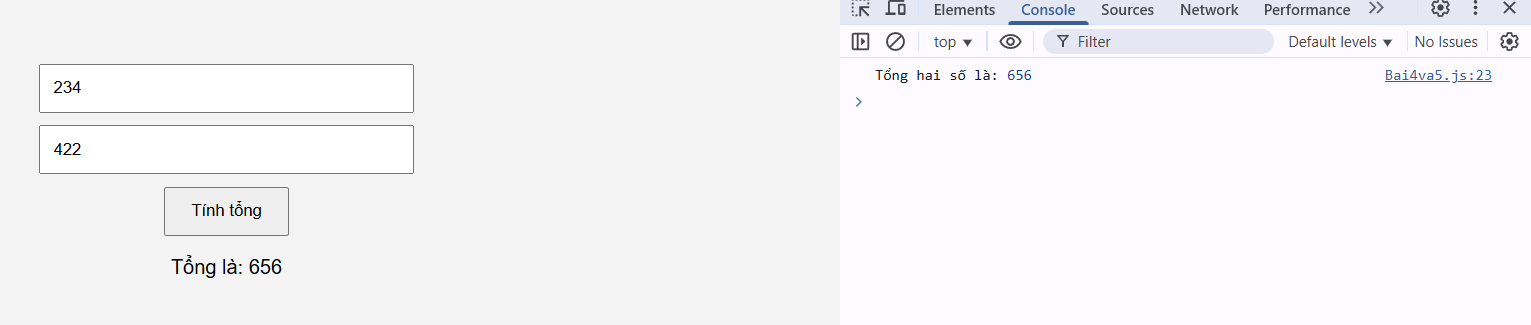 234
422
Tính tổng
Tổng là: 656
Elements Console Sources Network Performance
top Filter Default levels No Issues
Tổng hai số là: 656 Bai4va5.js:23